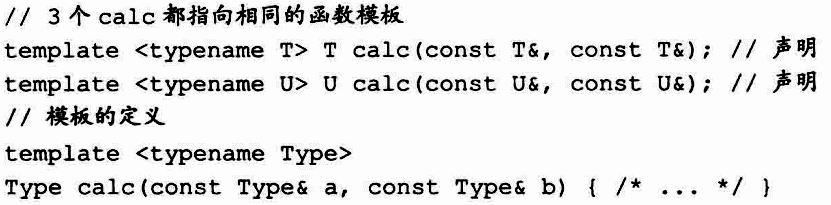 // 3 个 calc 都指向相同的函数模板
template <typename T> T calc(const T&, const T&); // 声明
template <typename U> U calc(const U&, const U&); // 声明
// 模板的定义
template <typename Type>
Type calc(const Type& a, const Type& b) { /* ... */ }